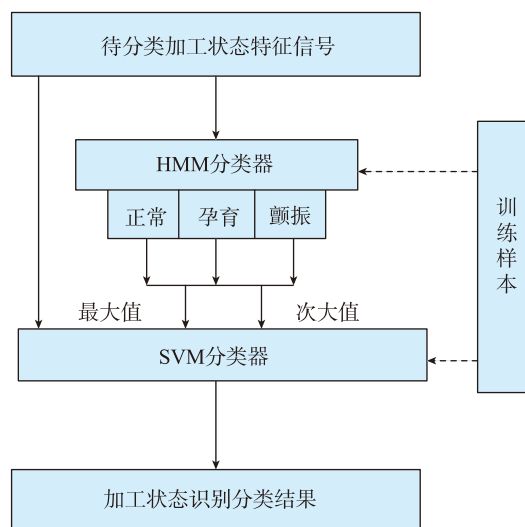 待分类加工状态特征信号
HMM分类器
正常
孕育
颤振
训练样本
最大值
次大值
SVM分类器
加工状态识别分类结果